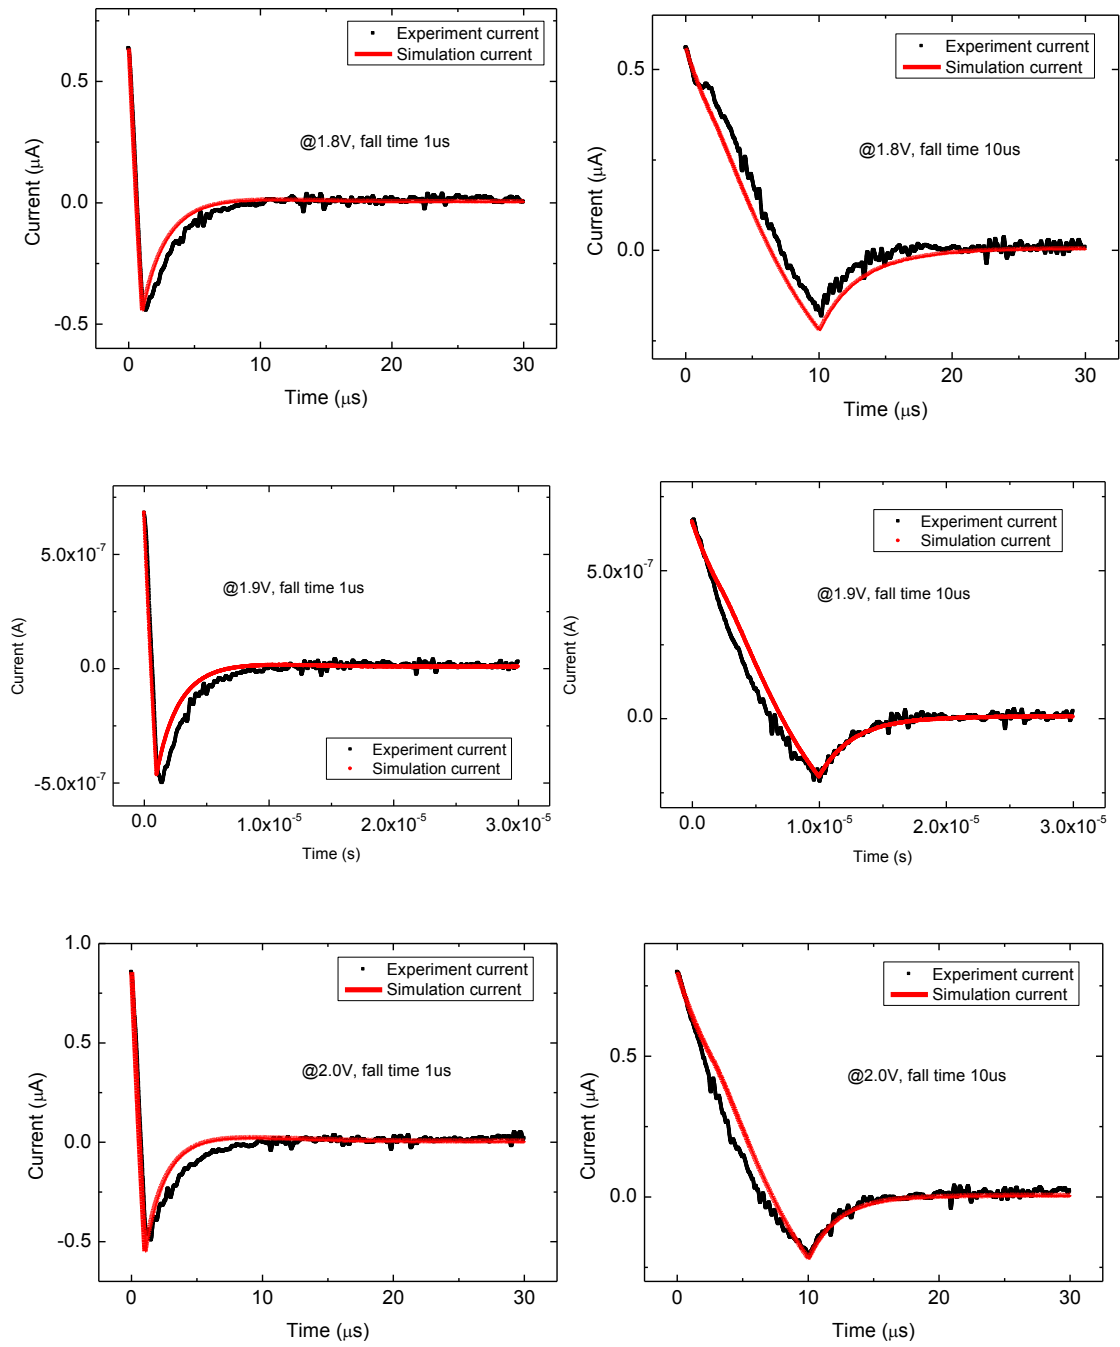 Experiment current
Simulation current
@1.8V, fall time 1us
0.5
0.0
-0.5
Current (μA)
0 10 20 30
Time (μs)
Experiment current
Simulation current
@1.8V, fall time 10us
0.5
0.0
Current (μA)
0 10 20 30
Time (μs)
@1.9V, fall time 1us
5.0x10⁻⁷
0.0
-5.0x10⁻⁷
Current (A)
Experiment current
Simulation current
0.0 1.0x10⁻⁵ 2.0x10⁻⁵ 3.0x10⁻⁵
Time (s)
Experiment current
Simulation current
@1.9V, fall time 10us
5.0x10⁻⁷
0.0
Current (A)
0.0 1.0x10⁻⁵ 2.0x10⁻⁵ 3.0x10⁻⁵
Time (s)
Experiment current
Simulation current
@2.0V, fall time 1us
1.0
0.5
0.0
-0.5
Current (μA)
0 10 20 30
Time (μs)
Experiment current
Simulation current
@2.0V, fall time 10us
0.5
0.0
Current (μA)
0 10 20 30
Time (μs)